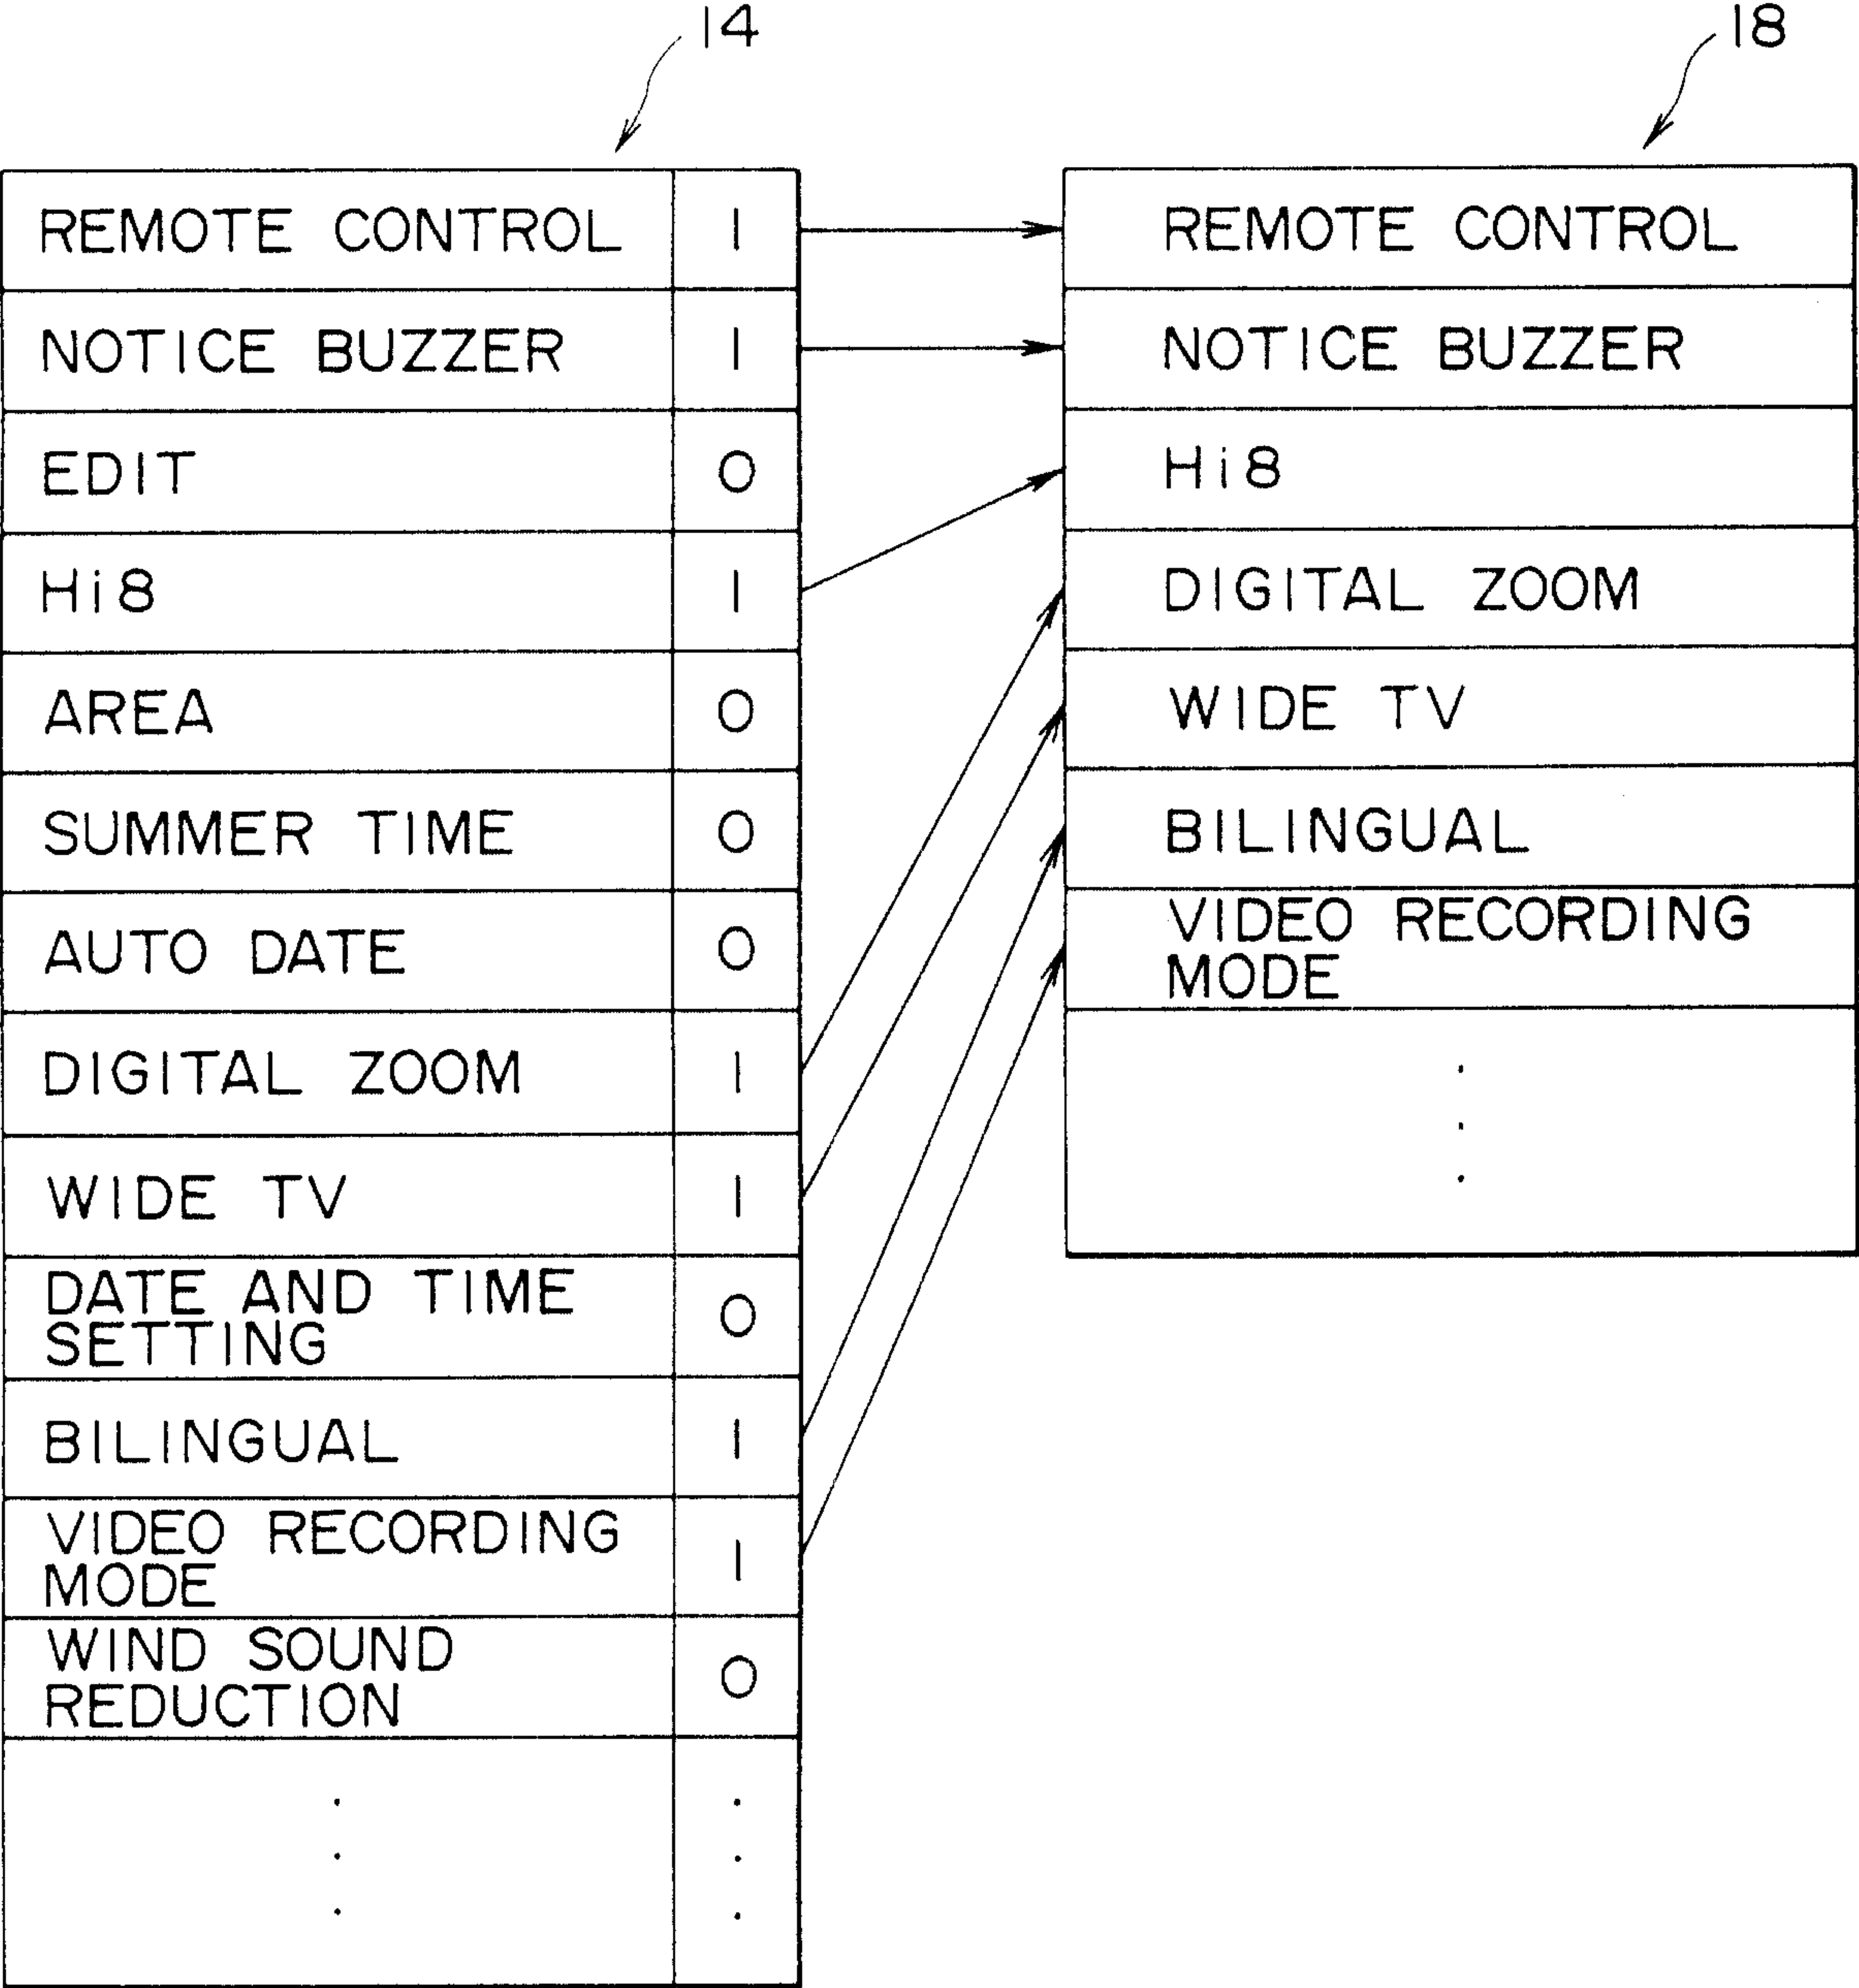 14
REMOTE CONTROL 1
NOTICE BUZZER 1
EDIT 0
Hi8 1
AREA 0
SUMMER TIME 0
AUTO DATE 0
DIGITAL ZOOM 1
WIDE TV 1
DATE AND TIME
SETTING 0
BILINGUAL 1
VIDEO RECORDING
MODE 1
WIND SOUND
REDUCTION 0
18
REMOTE CONTROL
NOTICE BUZZER
Hi8
DIGITAL ZOOM
WIDE TV
BILINGUAL
VIDEO RECORDING
MODE